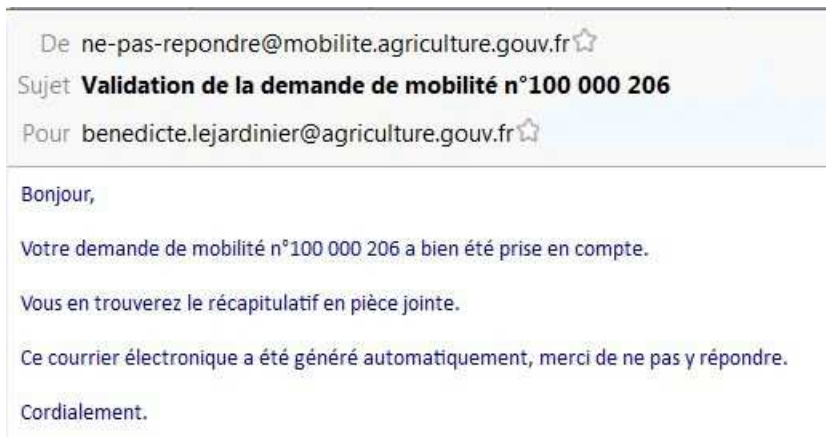 De ne-pas-repondre@mobilite.agriculture.gouv.fr
Sujet Validation de la demande de mobilité n°100 000 206
Pour benedicte.lejardinier@agriculture.gouv.fr
Bonjour,
Votre demande de mobilité n°100 000 206 a bien été prise en compte.
Vous en trouverez le récapitulatif en pièce jointe.
Ce courrier électronique a été généré automatiquement, merci de ne pas y répondre.
Cordialement.